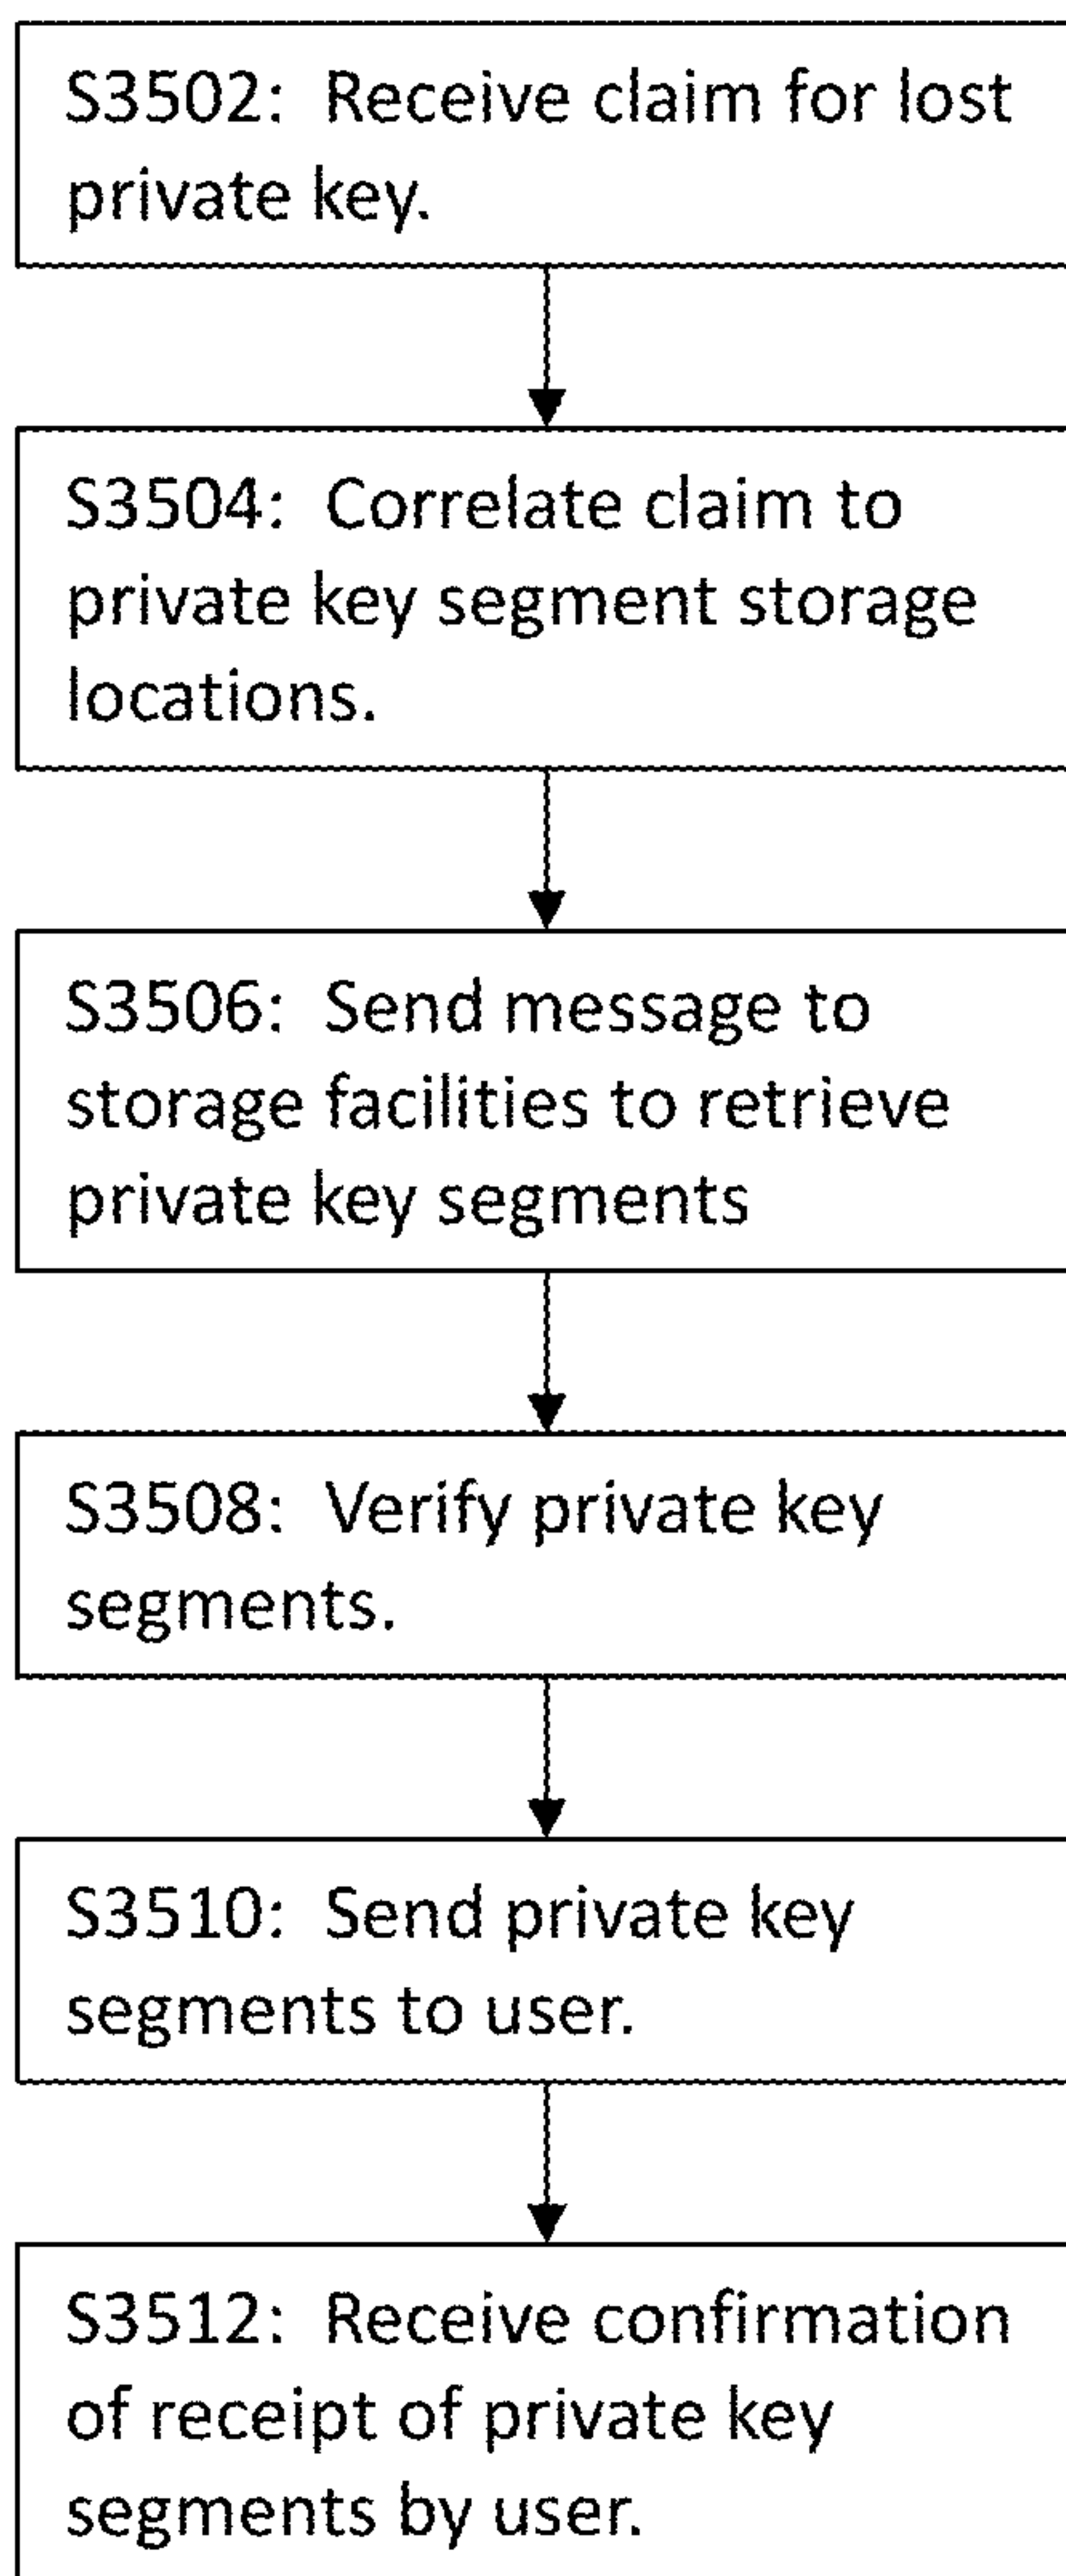 S3502: Receive claim for lost
private key.
S3504: Correlate claim to
private key segment storage
locations.
S3506: Send message to
storage facilities to retrieve
private key segments
S3508: Verify private key
segments.
S3510: Send private key
segments to user.
S3512: Receive confirmation
of receipt of private key
segments by user.